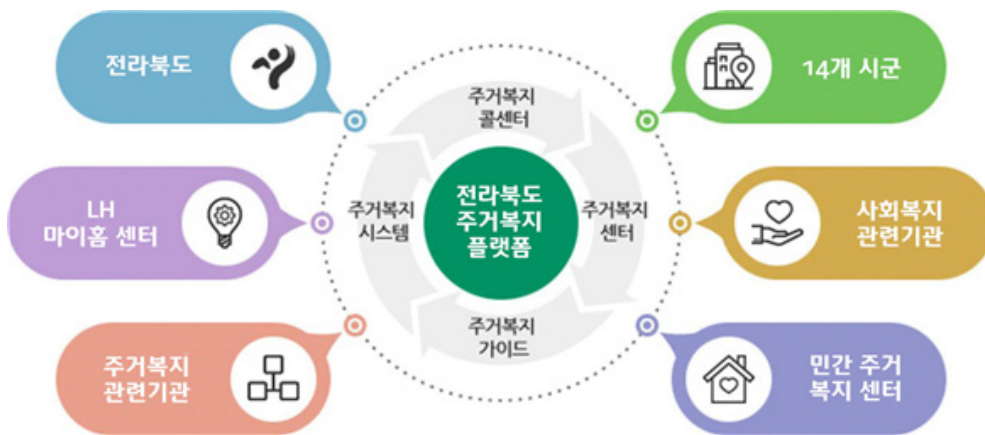 전라북도
14개 시군
주거복지
콜센터
LH
마이홈 센터
주거복지
시스템
전라북도
주거복지
플랫폼
주거복지
센터
사회복지
관련기관
주거복지
가이드
주거복지
관련기관
민간 주거
복지 센터